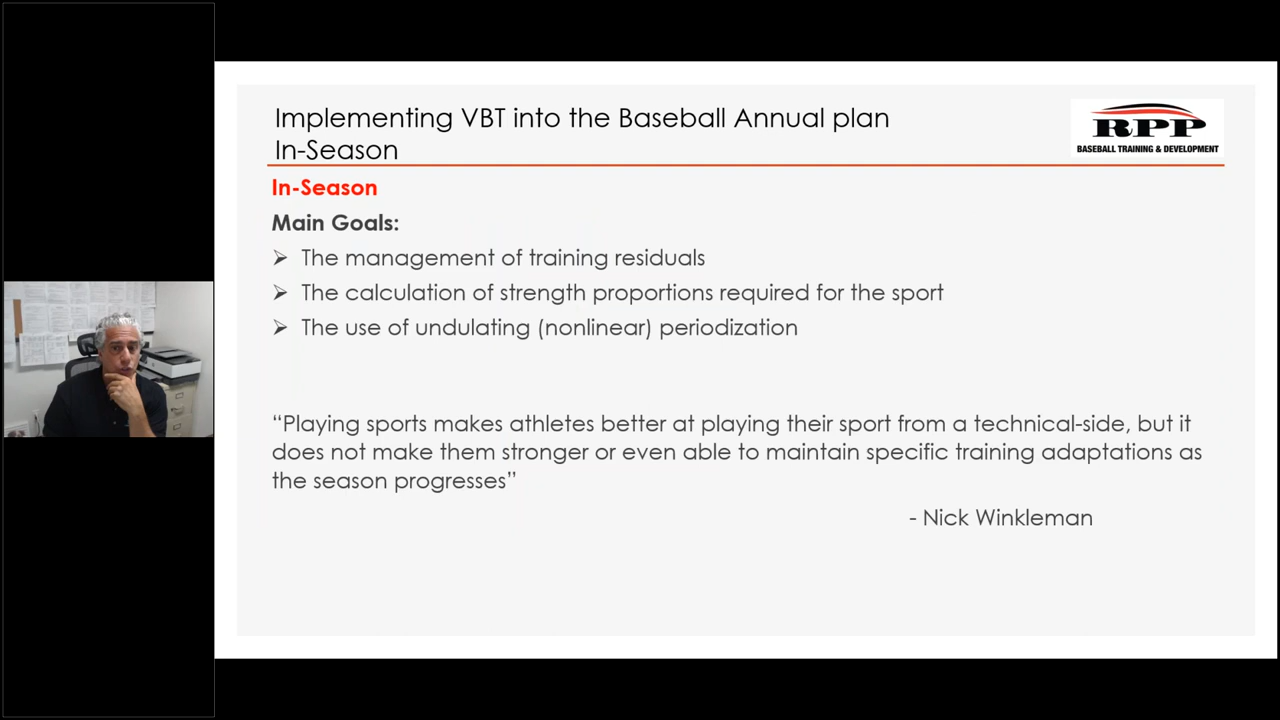 Implementing VBT into the Baseball Annual plan
In-Season
RPP
BASEBALL TRAINING & DEVELOPMENT
In-Season
Main Goals:
➢ The management of training residuals
➢ The calculation of strength proportions required for the sport
➢ The use of undulating (nonlinear) periodization
“Playing sports makes athletes better at playing their sport from a technical-side, but it
does not make them stronger or even able to maintain specific training adaptations as
the season progresses”
- Nick Winkleman